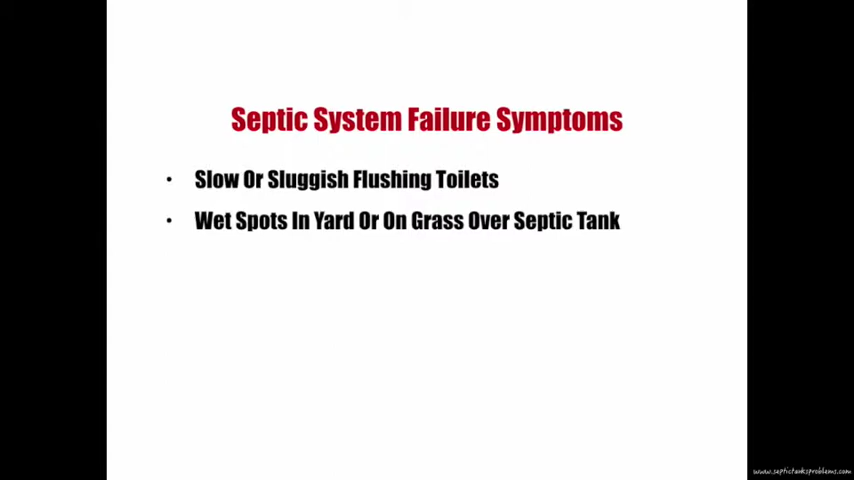 Septic System Failure Symptoms
• Slow Or Sluggish Flushing Toilets
• Wet Spots In Yard Or On Grass Over Septic Tank
www.septictanksproblems.com